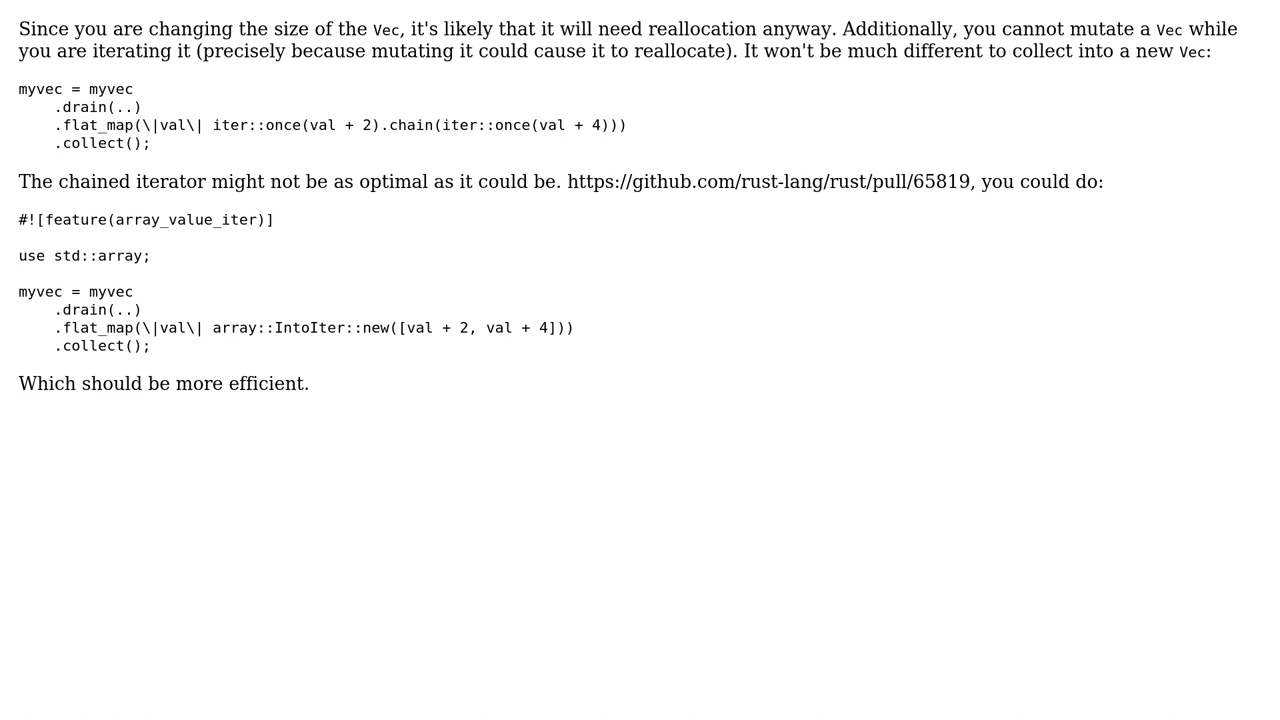 Since you are changing the size of the Vec, it's likely that it will need reallocation anyway. Additionally, you cannot mutate a Vec while
you are iterating it (precisely because mutating it could cause it to reallocate). It won't be much different to collect into a new Vec:
myvec = myvec
    .drain(..)
    .flat_map(\|val\| iter::once(val + 2).chain(iter::once(val + 4)))
    .collect();
The chained iterator might not be as optimal as it could be. https://github.com/rust-lang/rust/pull/65819, you could do:
#![feature(array_value_iter)]
use std::array;
myvec = myvec
    .drain(..)
    .flat_map(\|val\| array::IntoIter::new([val + 2, val + 4]))
    .collect();
Which should be more efficient.